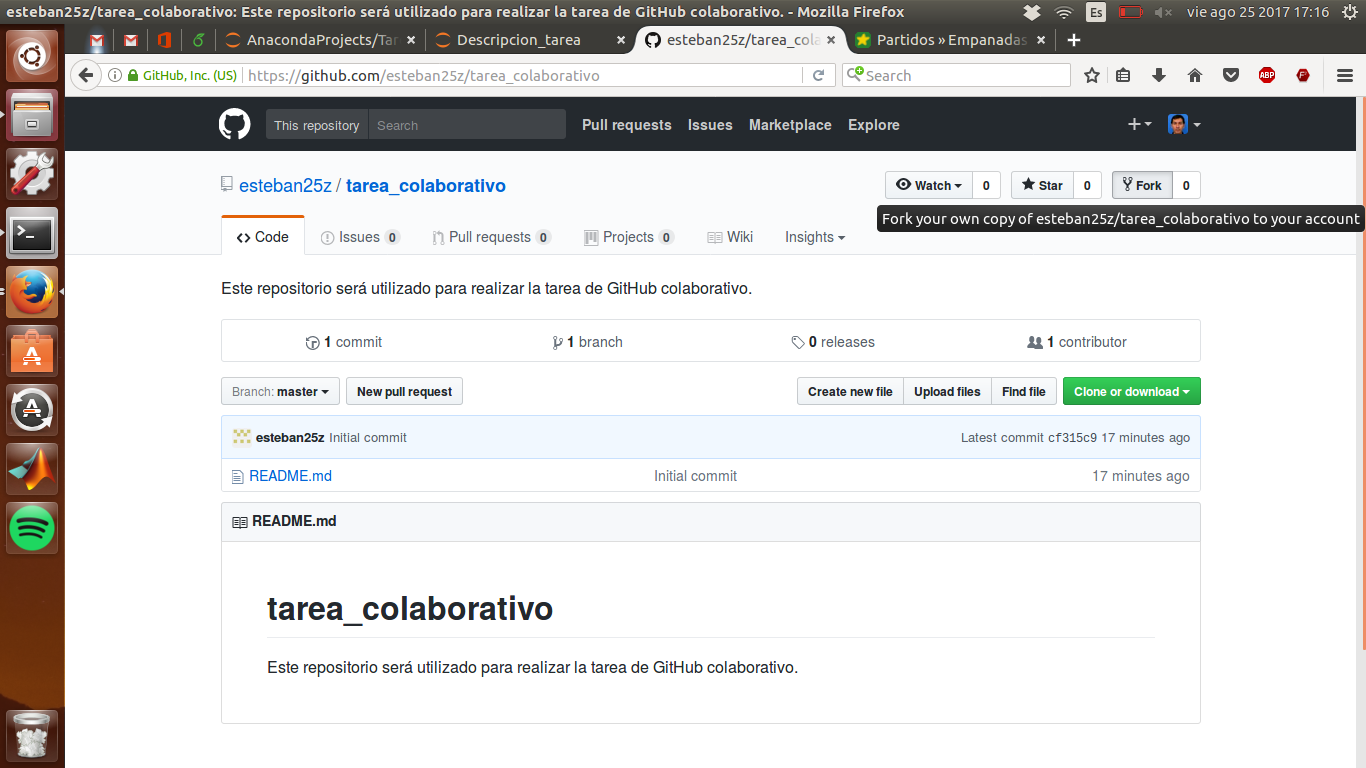 esteban25z/tarea_colaborativo: Este repositorio será utilizado para realizar la tarea de GitHub colaborativo. - Mozilla Firefox
Es
vie ago 25 2017 17:16
AnacondaProjects/Tar
Descripcion_tarea
esteban25z/tarea_cola
Partidos » Empanadas
GitHub, Inc. (US)
https://github.com/esteban25z/tarea_colaborativo
Search
ABP
This repository
Search
Pull requests
Issues
Marketplace
Explore
esteban25z / tarea_colaborativo
Watch
0
Star
0
Fork
0
Fork your own copy of esteban25z/tarea_colaborativo to your account
Code
Issues 0
Pull requests 0
Projects 0
Wiki
Insights
Este repositorio será utilizado para realizar la tarea de GitHub colaborativo.
1 commit
1 branch
0 releases
1 contributor
Branch: master
New pull request
Create new file
Upload files
Find file
Clone or download
esteban25z Initial commit
Latest commit cf315c9 17 minutes ago
README.md
Initial commit
17 minutes ago
README.md
tarea_colaborativo
Este repositorio será utilizado para realizar la tarea de GitHub colaborativo.